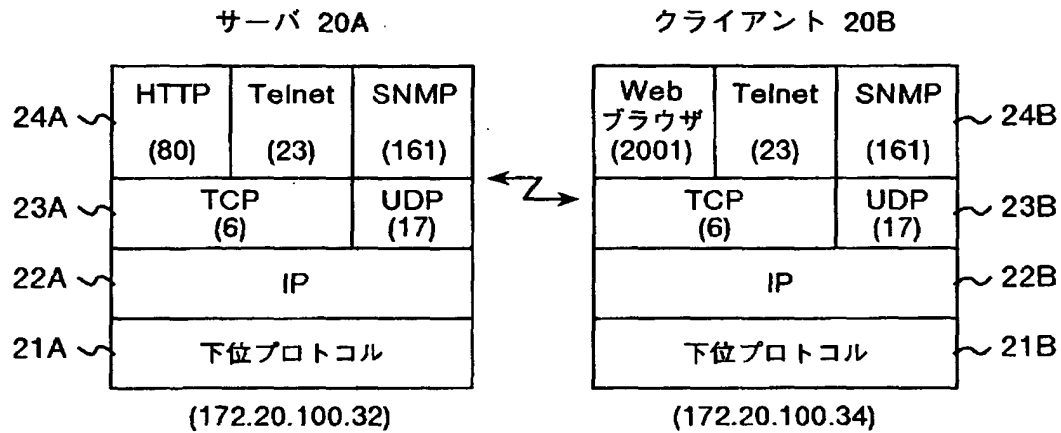 サーバ 20A
クライアント 20B
HTTP Telnet SNMP
(80) (23) (161)
Web Telnet SNMP
ブラウザ
(2001) (23) (161)
24A
24B
TCP UDP
(6) (17)
TCP UDP
(6) (17)
23A
23B
IP
IP
22A
22B
下位プロトコル
下位プロトコル
21A
21B
(172.20.100.32)
(172.20.100.34)